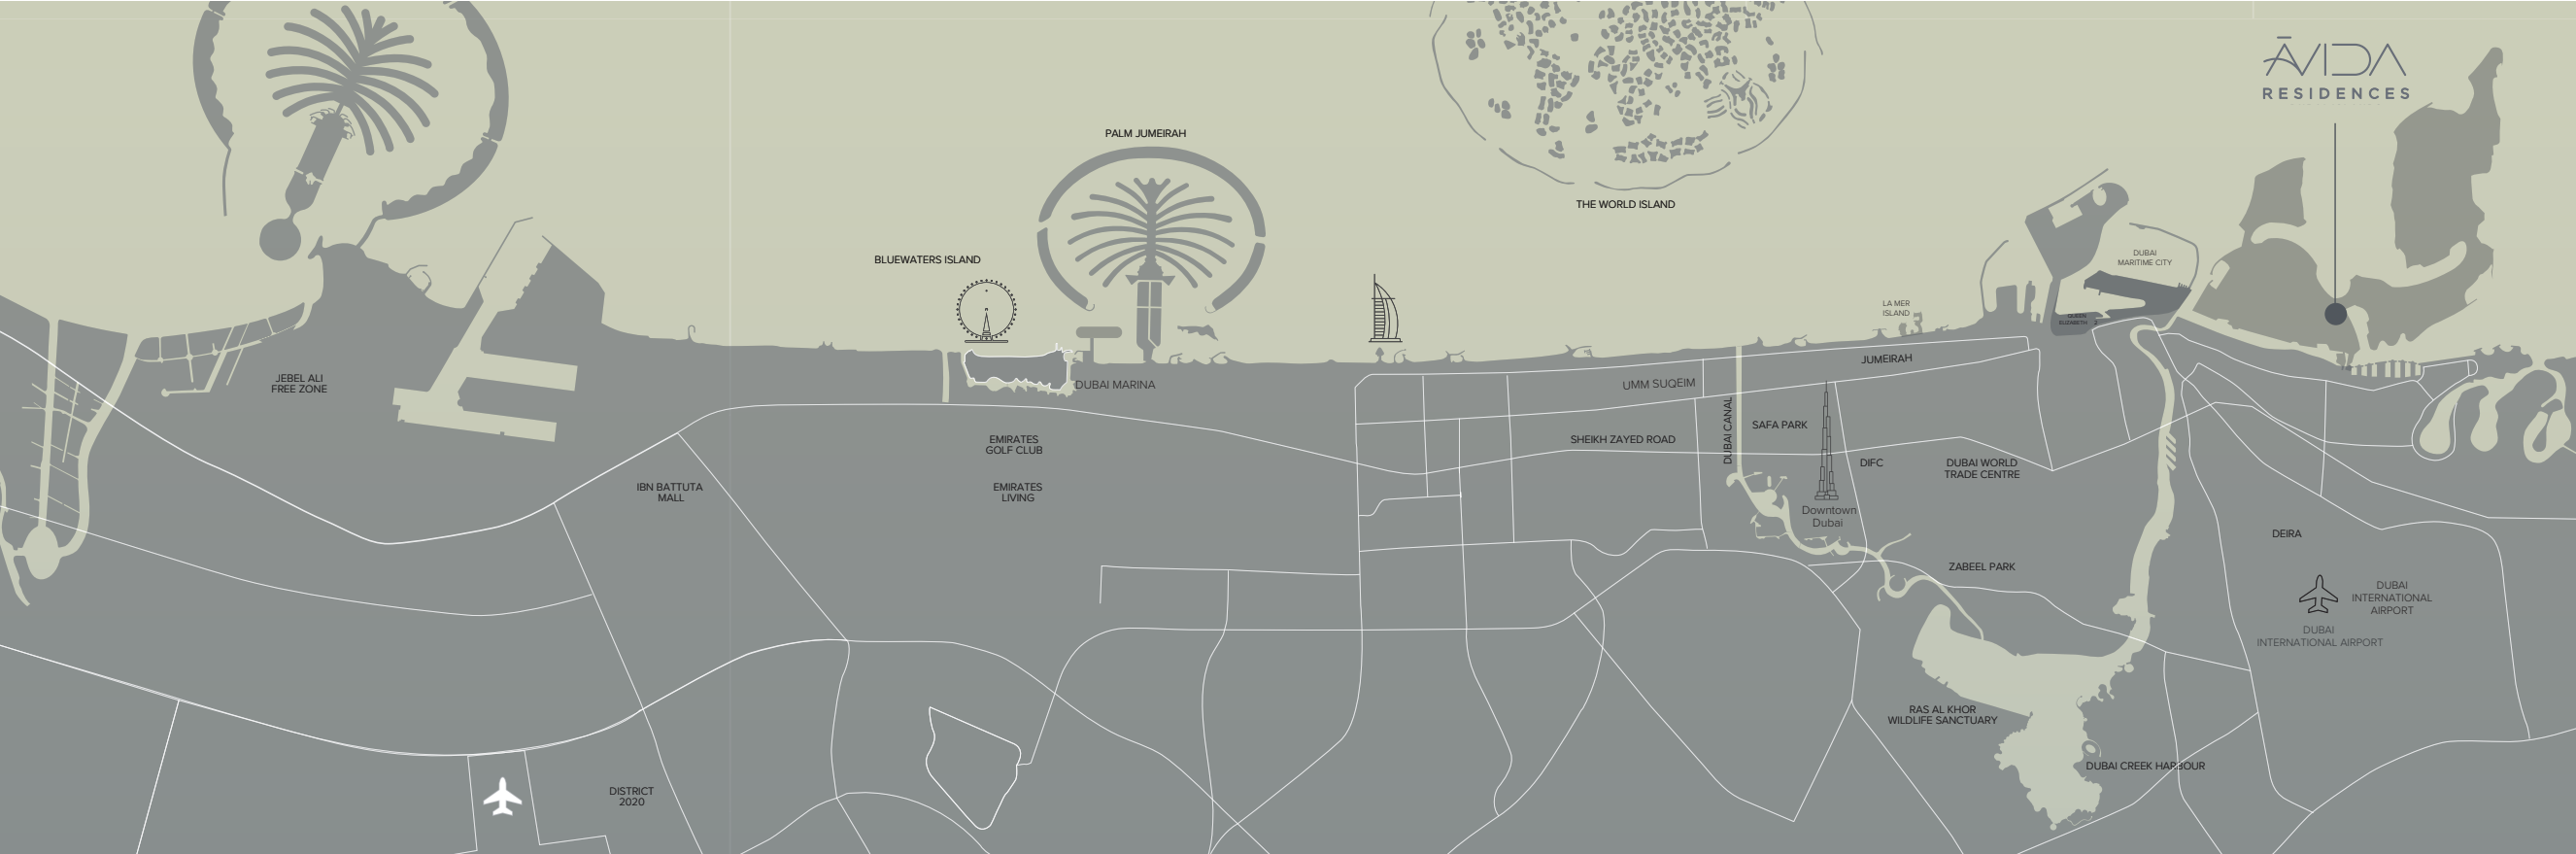 ĀVIDA
RESIDENCES
PALM JUMEIRAH
THE WORLD ISLAND
BLUEWATERS ISLAND
DUBAI
MARITIME CITY
LA MER
ISLAND
QUEEN
ELIZABETH 2
JEBEL ALI
FREE ZONE
DUBAI MARINA
UMM SUQEIM
JUMEIRAH
DUBAI CANAL
SAFA PARK
EMIRATES
GOLF CLUB
SHEIKH ZAYED ROAD
DIFC
DUBAI WORLD
TRADE CENTRE
IBN BATTUTA
MALL
EMIRATES
LIVING
Downtown
Dubai
DEIRA
ZABEEL PARK
DUBAI
INTERNATIONAL
AIRPORT
DUBAI
INTERNATIONAL AIRPORT
RAS AL KHOR
WILDLIFE SANCTUARY
DUBAI CREEK HARBOUR
DISTRICT
2020